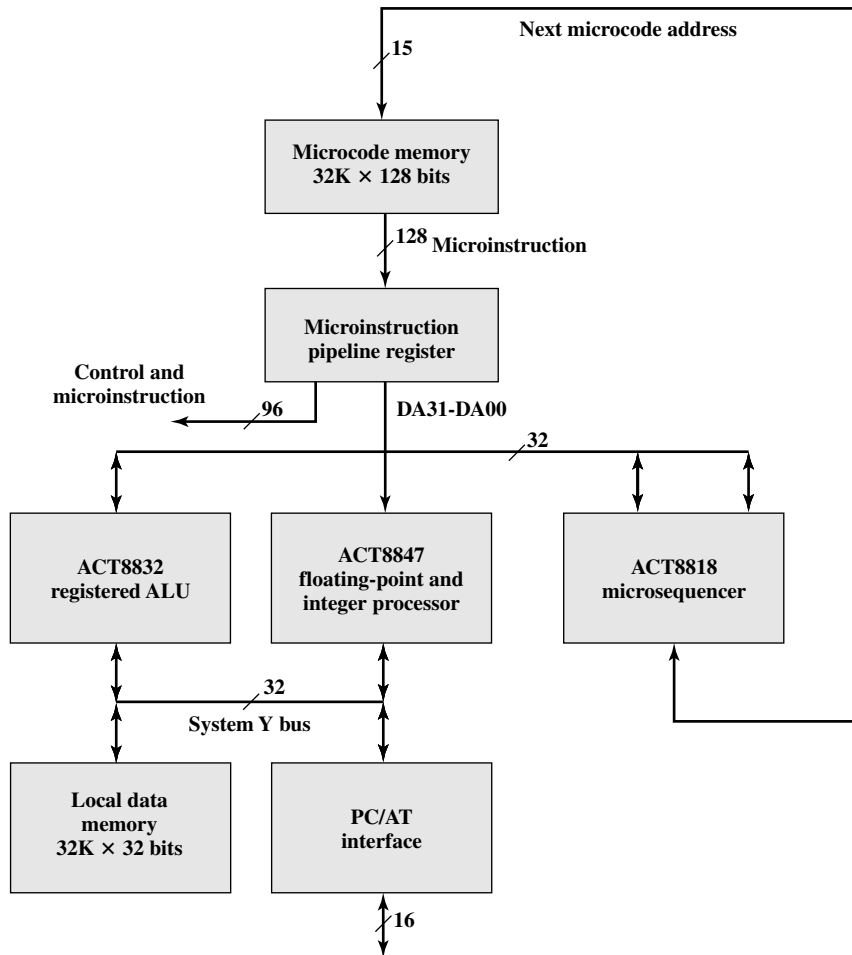 Next microcode address
15
Microcode memory
32K × 128 bits
128
Microinstruction
Microinstruction
pipeline register
Control and
microinstruction
96
DA31-DA00
32
ACT8832
registered ALU
ACT8847
floating-point and
integer processor
ACT8818
microsequencer
32
System Y bus
Local data
memory
32K × 32 bits
PC/AT
interface
16